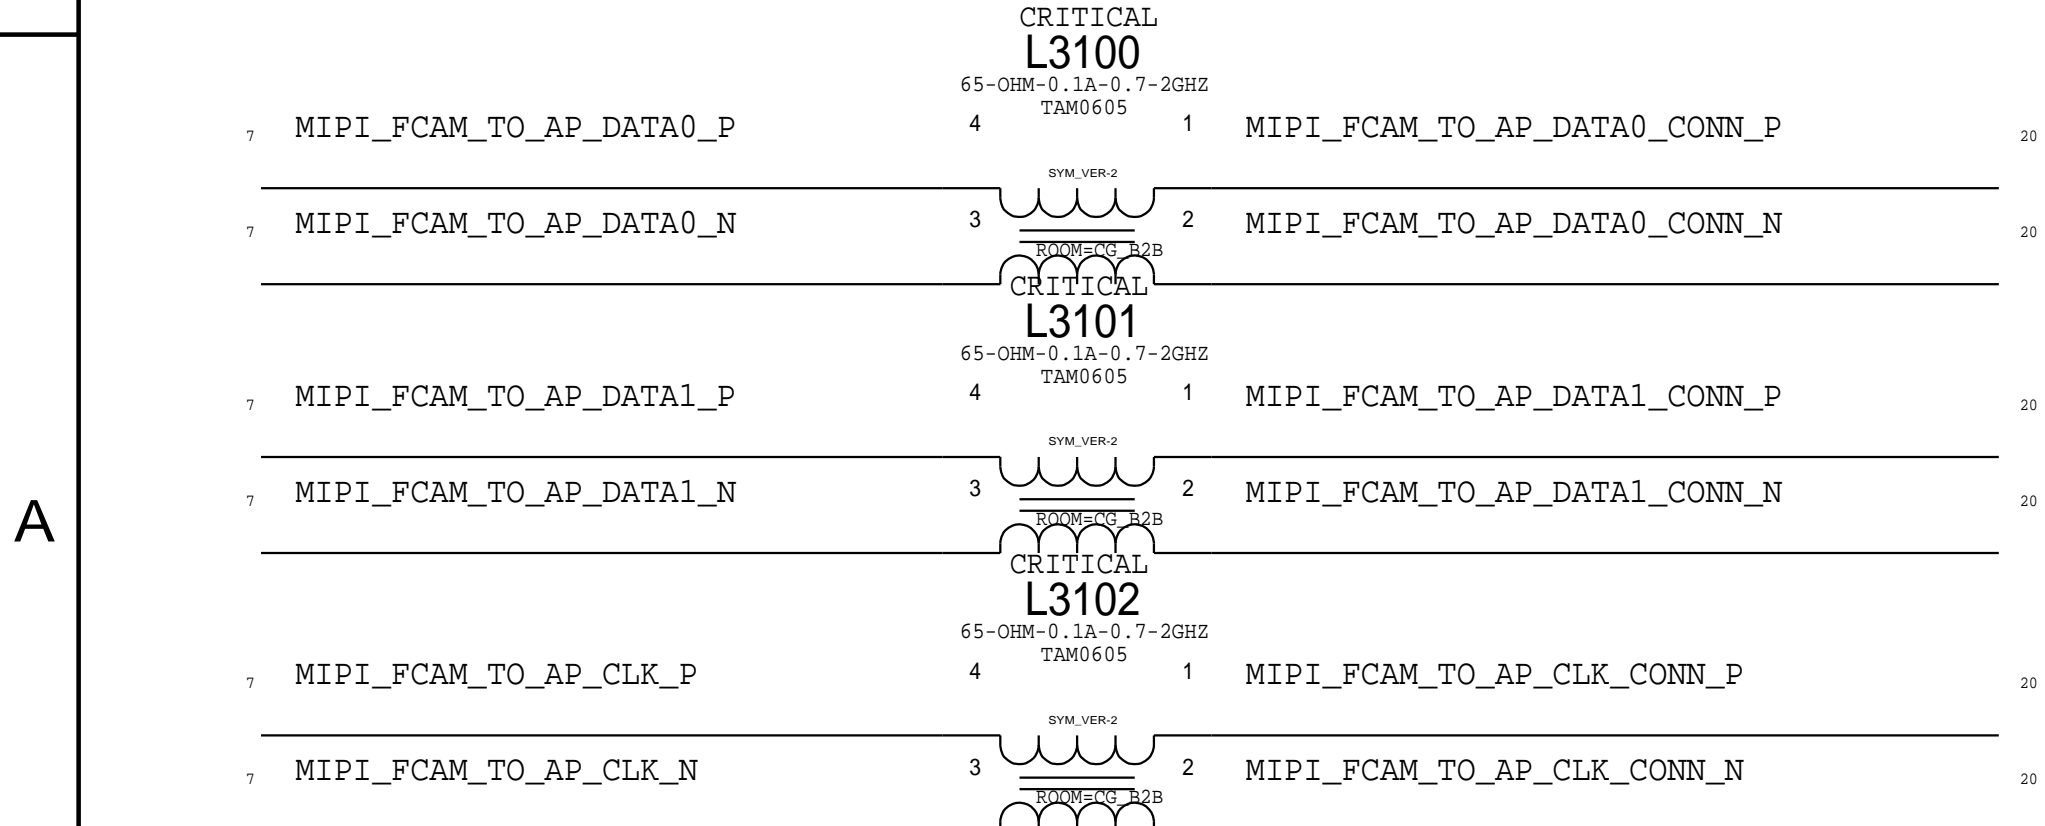 CRITICAL
L3100
65-OHM-0.1A-0.7-2GHZ
TAM0605
7 MIPI_FCAM_TO_AP_DATA0_P 4 1 MIPI_FCAM_TO_AP_DATA0_CONN_P 20
SYM_VER-2
7 MIPI_FCAM_TO_AP_DATA0_N 3 2 MIPI_FCAM_TO_AP_DATA0_CONN_N 20
ROOM=CG_B2B
CRITICAL
L3101
65-OHM-0.1A-0.7-2GHZ
TAM0605
7 MIPI_FCAM_TO_AP_DATA1_P 4 1 MIPI_FCAM_TO_AP_DATA1_CONN_P 20
SYM_VER-2
7 MIPI_FCAM_TO_AP_DATA1_N 3 2 MIPI_FCAM_TO_AP_DATA1_CONN_N 20
A
ROOM=CG_B2B
CRITICAL
L3102
65-OHM-0.1A-0.7-2GHZ
TAM0605
7 MIPI_FCAM_TO_AP_CLK_P 4 1 MIPI_FCAM_TO_AP_CLK_CONN_P 20
SYM_VER-2
7 MIPI_FCAM_TO_AP_CLK_N 3 2 MIPI_FCAM_TO_AP_CLK_CONN_N 20
ROOM=CG_B2B